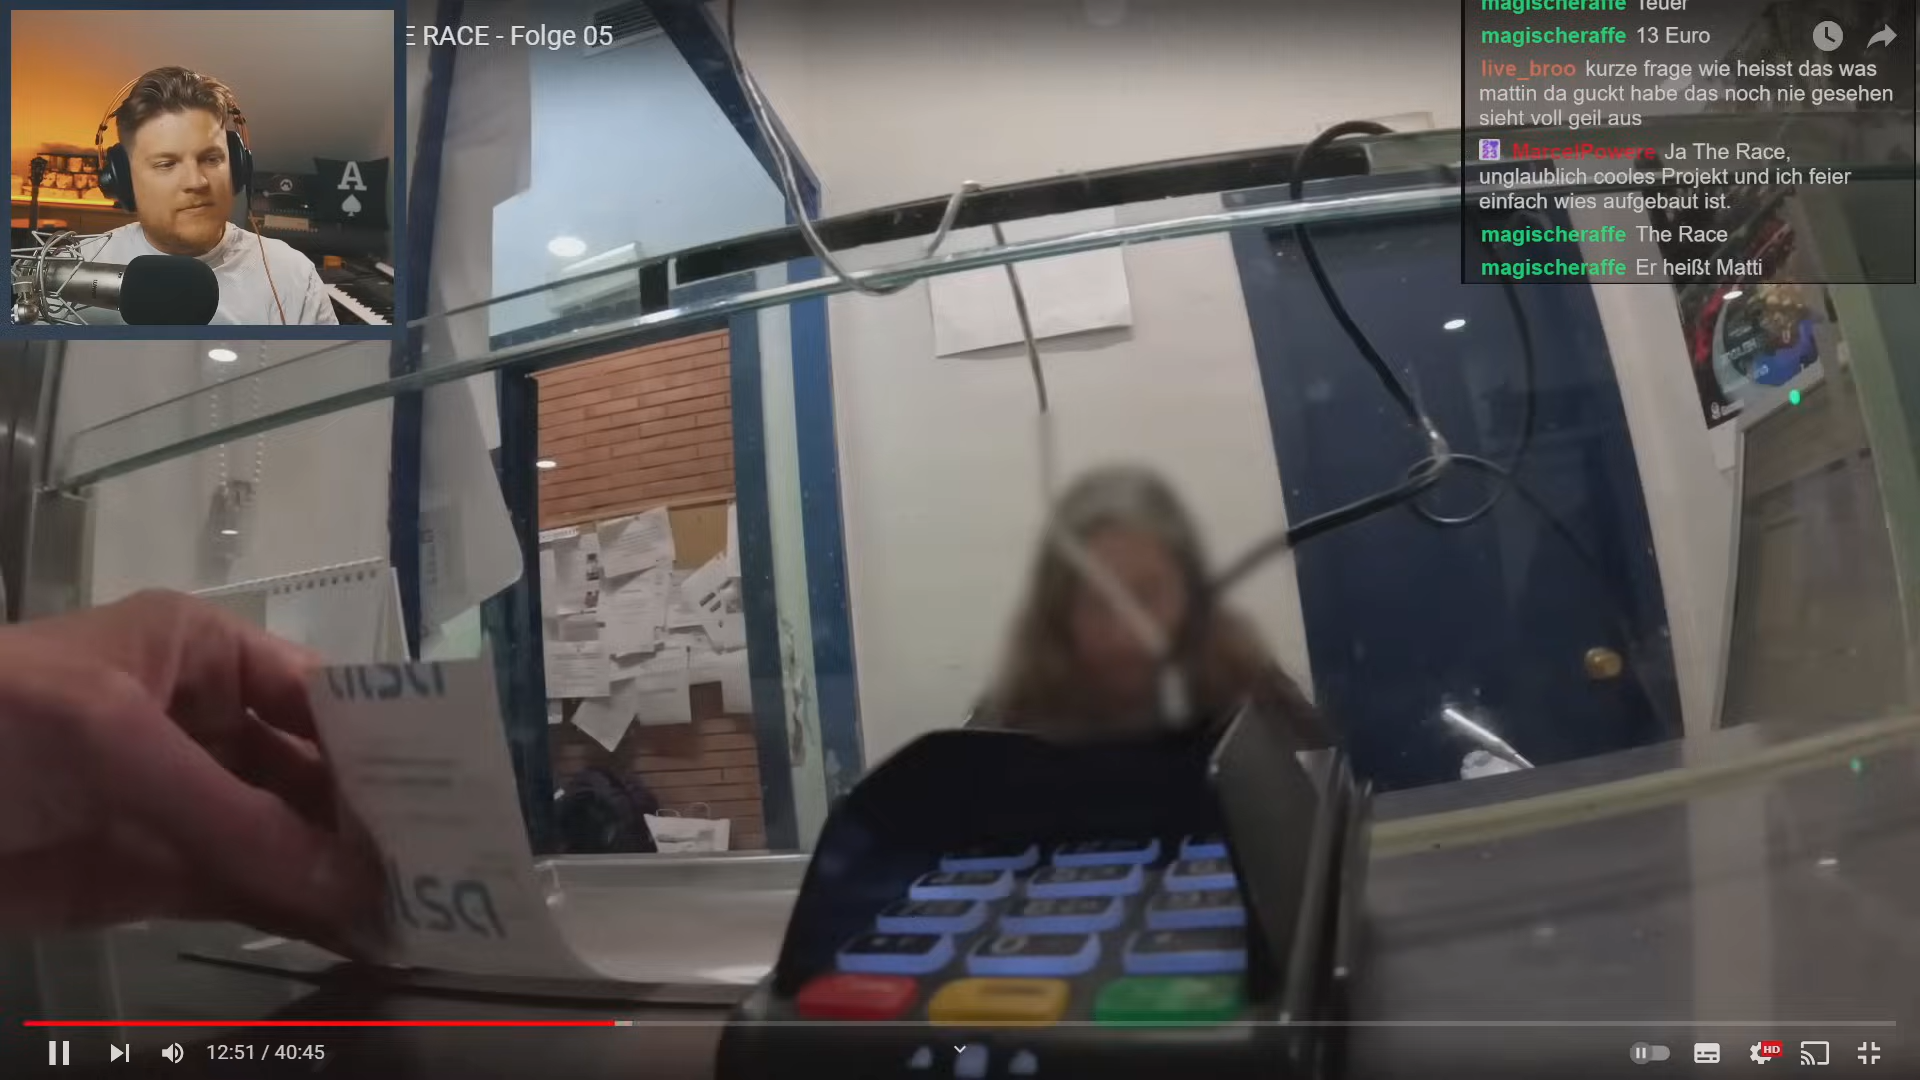 E RACE - Folge 05
magischeraffe Teuer
magischeraffe 13 Euro
live_broo kurze frage wie heisst das was
mattin da guckt habe das noch nie gesehen
sieht voll geil aus
MarcelPowere Ja The Race,
unglaublich cooles Projekt und ich feier
einfach wies aufgebaut ist.
magischeraffe The Race
magischeraffe Er heißt Matti
A
alsa
12:51 / 40:45
HD